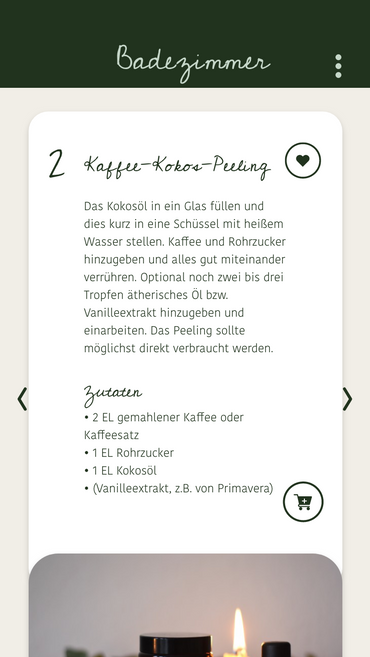 Badezimmer
2 Kaffee-Kokos-Peeling
Das Kokosöl in ein Glas füllen und
dies kurz in eine Schüssel mit heißem
Wasser stellen. Kaffee und Rohrzucker
hinzugeben und alles gut miteinander
verrühren. Optional noch zwei bis drei
Tropfen ätherisches Öl bzw.
Vanilleextrakt hinzugeben und
einarbeiten. Das Peeling sollte
möglichst direkt verbraucht werden.
Zutaten
• 2 EL gemahlener Kaffee oder
Kaffeesatz
• 1 EL Rohrzucker
• 1 EL Kokosöl
• (Vanilleextrakt, z.B. von Primavera)